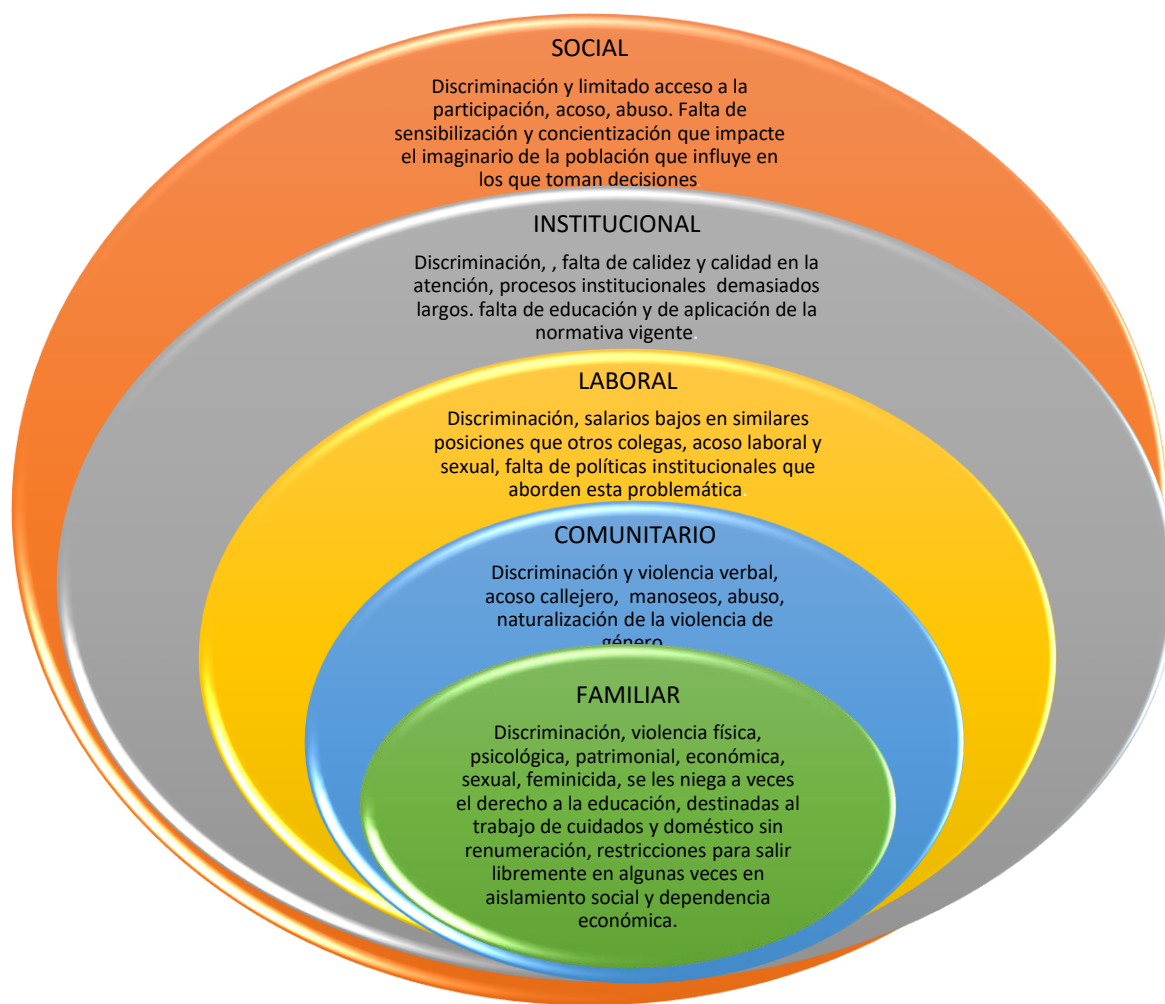 SOCIAL
Discriminación y limitado acceso a la
participación, acoso, abuso. Falta de
sensibilización y concientización que impacte
el imaginario de la población que influye en
los que toman decisiones.
INSTITUCIONAL
Discriminación, , falta de calidez y calidad en la
atención, procesos institucionales demasiados
largos. falta de educación y de aplicación de la
normativa vigente.
LABORAL
Discriminación, salarios bajos en similares
posiciones que otros colegas, acoso laboral y
sexual, falta de políticas institucionales que
aborden esta problemática.
COMUNITARIO
Discriminación y violencia verbal,
acoso callejero, manoseos, abuso,
naturalización de la violencia de
género
FAMILIAR
Discriminación, violencia física,
psicológica, patrimonial, económica,
sexual, feminicida, se les niega a veces
el derecho a la educación, destinadas al
trabajo de cuidados y doméstico sin
renumeración, restricciones para salir
libremente en algunas veces en
aislamiento social y dependencia
económica.